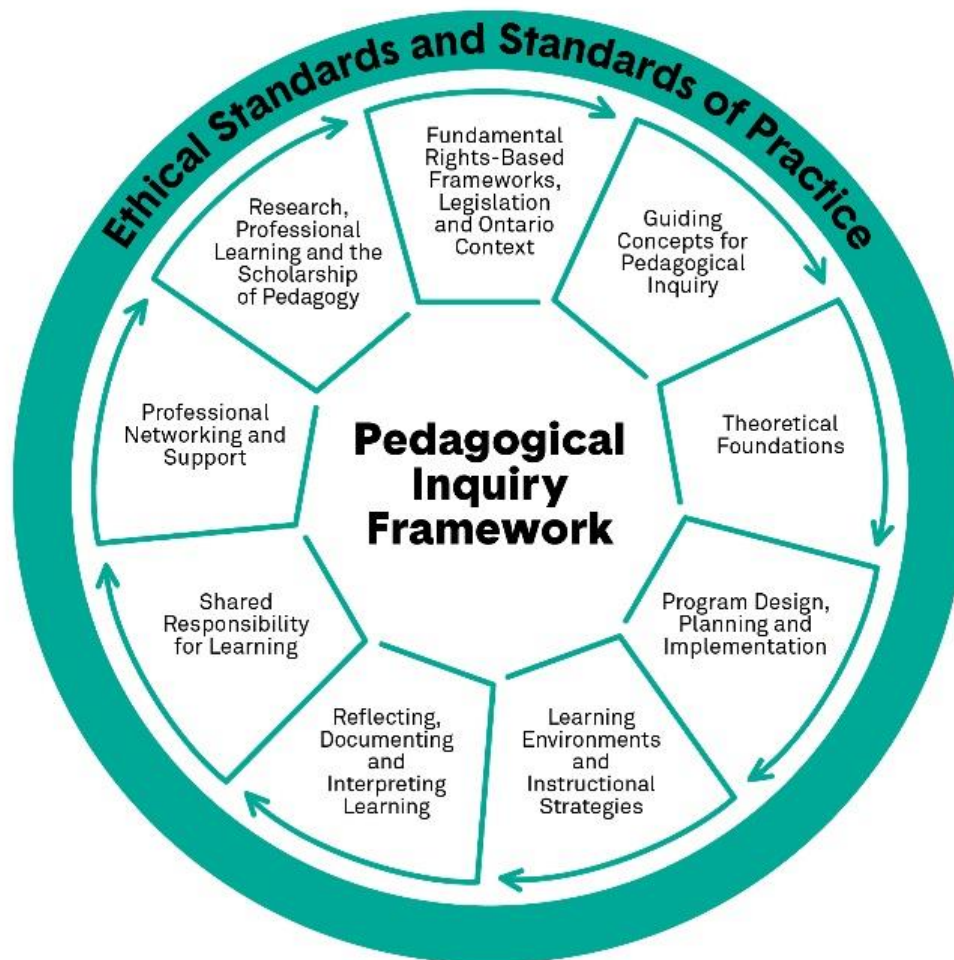 Ethical Standards and Standards of Practice
Fundamental
Rights-Based
Frameworks,
Legislation
and Ontario
Context
Guiding
Concepts for
Pedagogical
Inquiry
Theoretical
Foundations
Program Design,
Planning and
Implementation
Learning
Environments
and
Instructional
Strategies
Reflecting,
Documenting
and
Interpreting
Learning
Shared
Responsibility
for Learning
Professional
Networking and
Support
Research,
Professional
Learning and the
Scholarship
of Pedagogy
Pedagogical
Inquiry
Framework